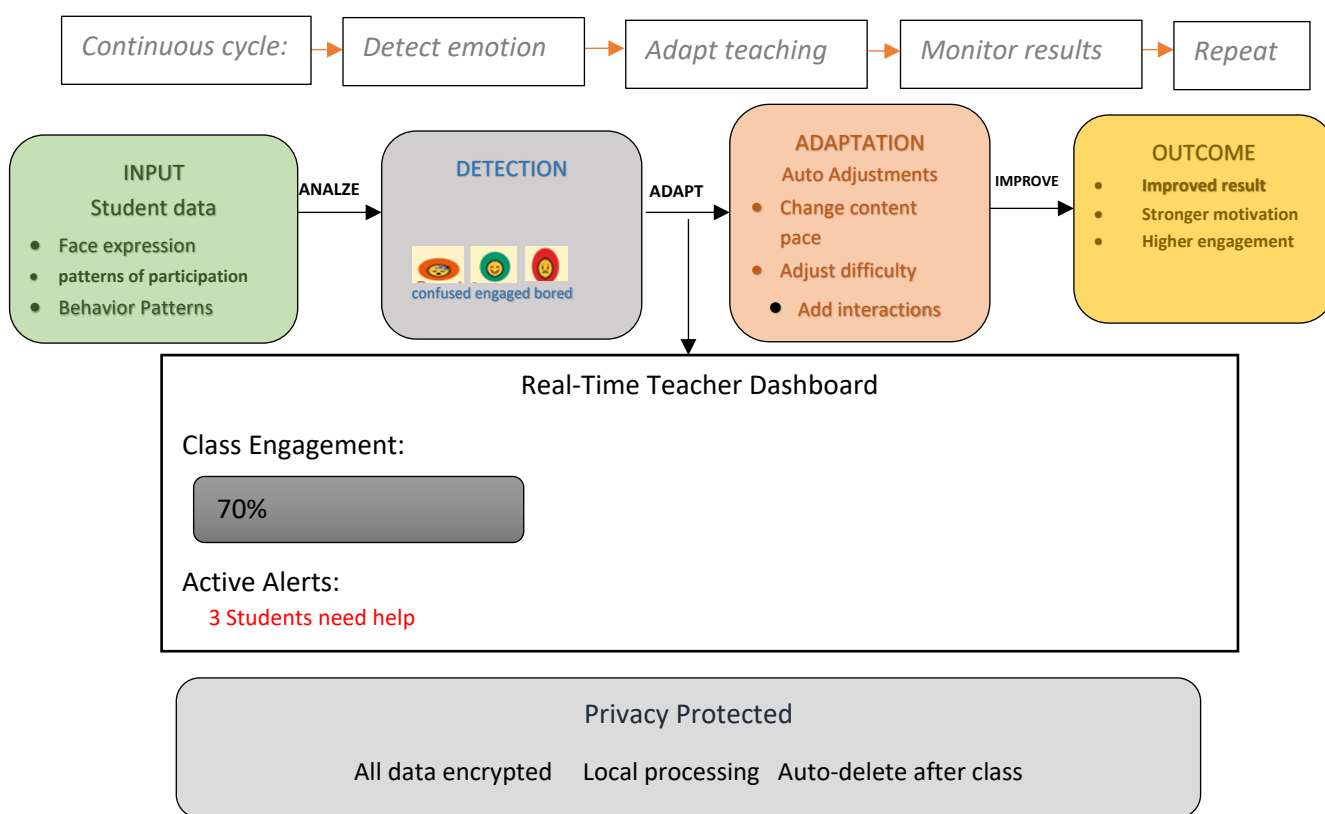 Continuous cycle:
Detect emotion
Adapt teaching
Monitor results
Repeat
INPUT
Student data
Face expression
patterns of participation
Behavior Patterns
ANALZE
DETECTION
confused engaged bored
ADAPT
ADAPTATION
Auto Adjustments
Change content
pace
Adjust difficulty
Add interactions
IMPROVE
OUTCOME
Improved result
Stronger motivation
Higher engagement
Real-Time Teacher Dashboard
Class Engagement:
70%
Active Alerts:
3 Students need help
Privacy Protected
All data encrypted Local processing Auto-delete after class